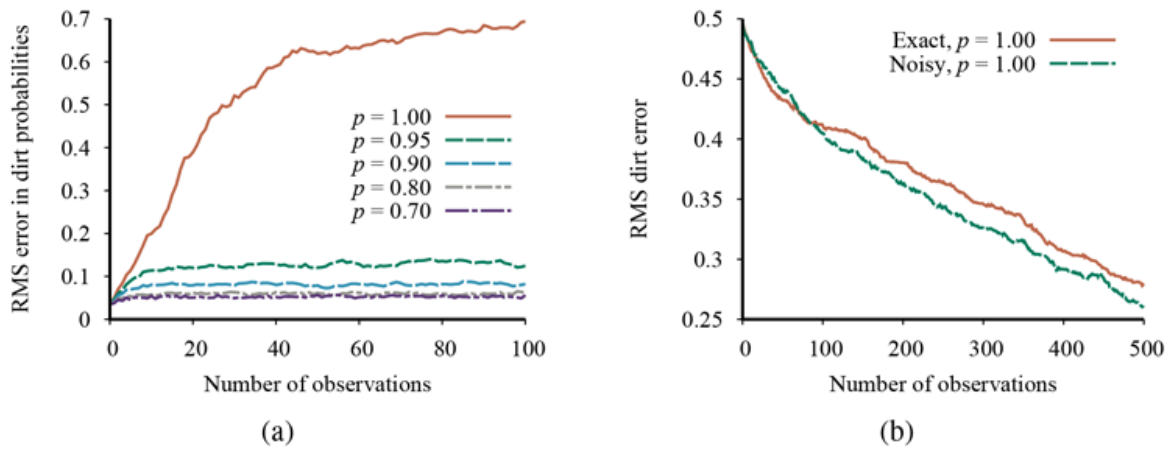 0.7
0.6
0.5
0.4
0.3
0.2
0.1
0
RMS error in dirt probabilities
p = 1.00
p = 0.95
p = 0.90
p = 0.80
p = 0.70
0 20 40 60 80 100
Number of observations
(a)
0.5
0.45
0.4
0.35
0.3
0.25
RMS dirt error
Exact, p = 1.00
Noisy, p = 1.00
0 100 200 300 400 500
Number of observations
(b)